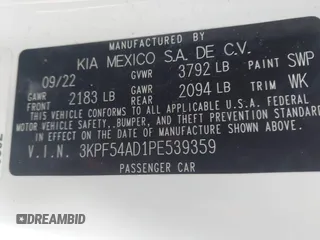 MANUFACTURED BY
KIA MEXICO S.A. DE C.V.
09/22 GVWR 3792 LB PAINT SWP
GAWR FRONT 2183 LB GAWR 2094 LB TRIM WK
THIS VEHICLE CONFORMS TO ALL APPLICABLE U.S.A. FEDERAL
MOTOR VEHICLE SAFETY, BUMPER, AND THEFT PREVENTION
STANDARDS IN EFFECT ON THE DATE OF MANUFACTURE SHOWN ABOVE.
V.I.N. 3KPF54AD1PE539359
PASSENGER CAR
DREAMBID